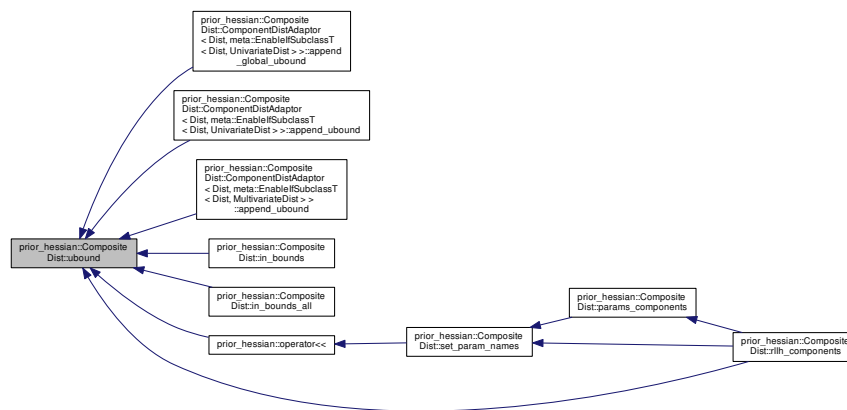 prior_hessian::Composite
Dist::ComponentDistAdaptor
< Dist, meta::EnableIfSubclassT
< Dist, UnivariateDist > >::append
_global_ubound
prior_hessian::Composite
Dist::ComponentDistAdaptor
< Dist, meta::EnableIfSubclassT
< Dist, UnivariateDist > >::append_ubound
prior_hessian::Composite
Dist::ComponentDistAdaptor
< Dist, meta::EnableIfSubclassT
< Dist, MultivariateDist > >
::append_ubound
prior_hessian::Composite
Dist::ubound
prior_hessian::Composite
Dist::in_bounds
prior_hessian::Composite
Dist::in_bounds_all
prior_hessian::operator<<
prior_hessian::Composite
Dist::set_param_names
prior_hessian::Composite
Dist::params_components
prior_hessian::Composite
Dist::rllh_components